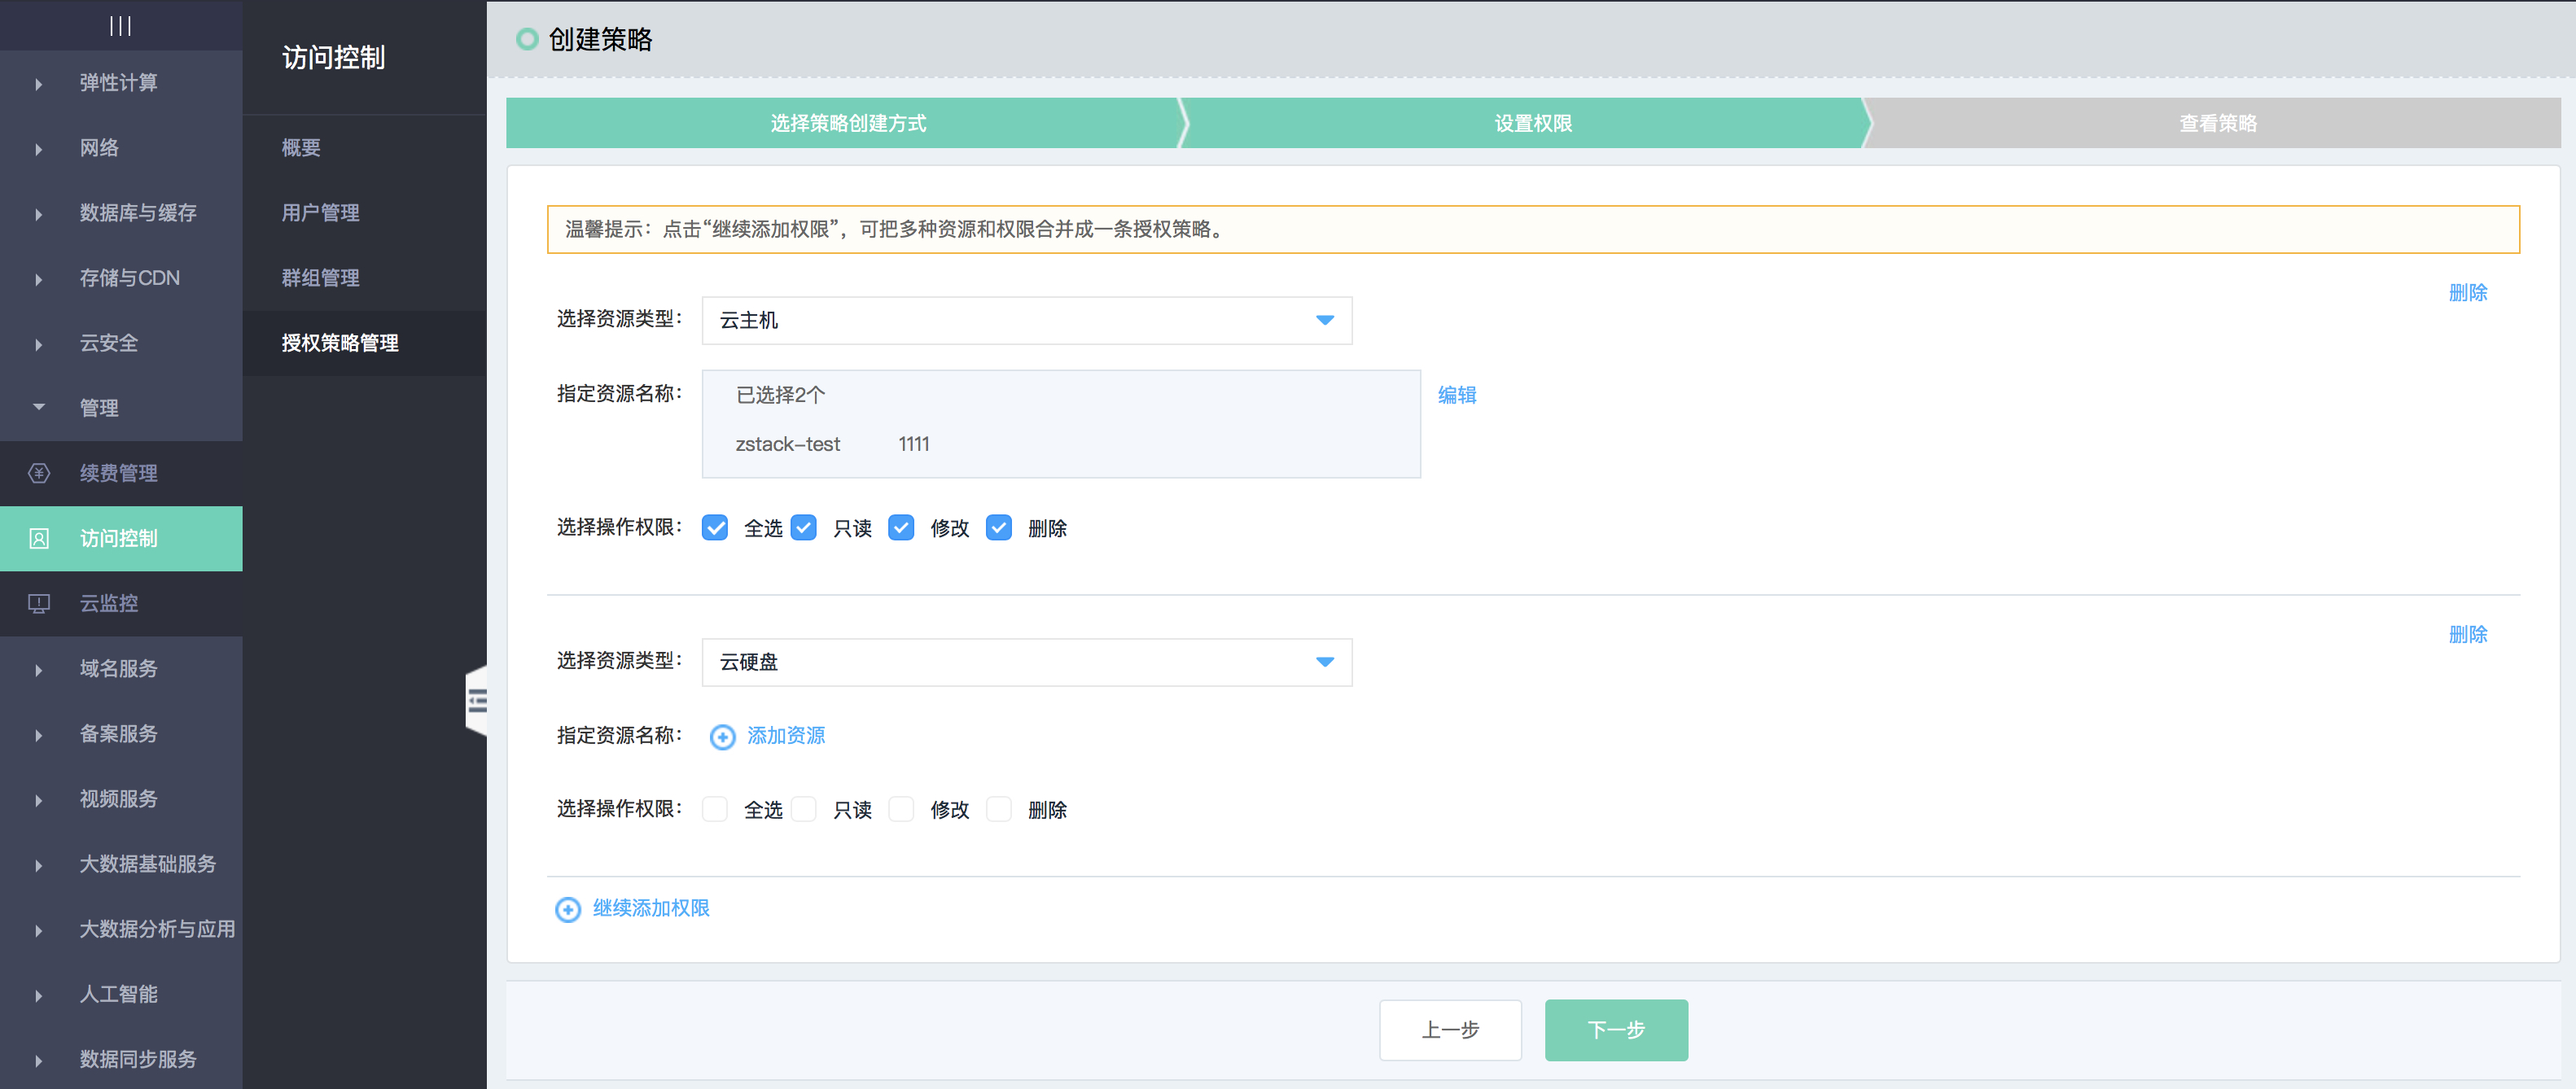 弹性计算
网络
数据库与缓存
存储与CDN
云安全
管理
续费管理
访问控制
云监控
域名服务
备案服务
视频服务
大数据基础服务
大数据分析与应用
人工智能
数据同步服务
访问控制
概要
用户管理
群组管理
授权策略管理
创建策略
选择策略创建方式
设置权限
查看策略
温馨提示：点击“继续添加权限”，可把多种资源和权限合并成一条授权策略。
删除
选择资源类型： 云主机
指定资源名称： 已选择2个 编辑
zstack-test 1111
选择操作权限： 全选 只读 修改 删除
删除
选择资源类型： 云硬盘
指定资源名称： 添加资源
选择操作权限： 全选 只读 修改 删除
继续添加权限
上一步 下一步